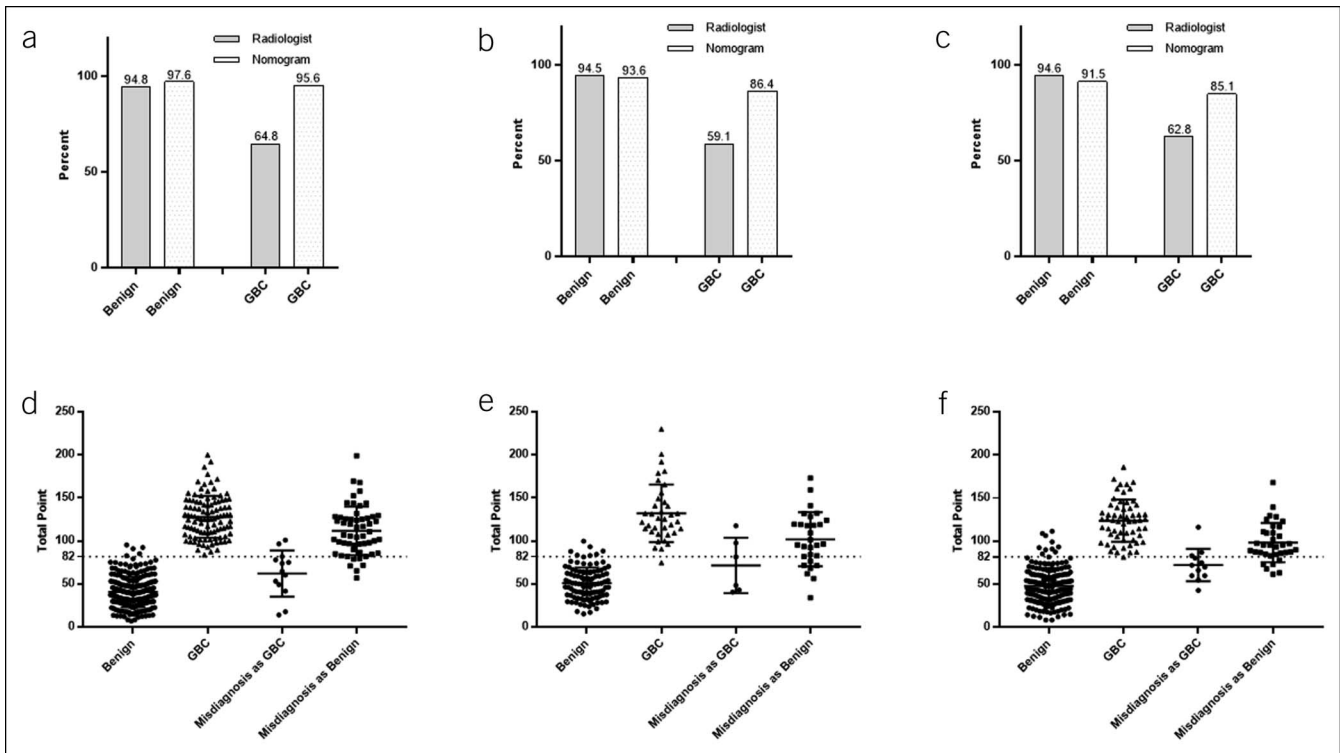 a
Radiologist
Nomogram
Percent
100
50
0
94.8
97.6
64.8
95.6
Benign
Benign
GBC
GBC
b
Radiologist
Nomogram
Percent
100
50
0
94.5
93.6
59.1
86.4
Benign
Benign
GBC
GBC
c
Radiologist
Nomogram
Percent
100
50
0
94.6
91.5
62.8
85.1
Benign
Benign
GBC
GBC
d
Total Point
250
200
150
100
82
50
0
Benign
GBC
Misdiagnosis as GBC
Misdiagnosis as Benign
e
Total Point
250
200
150
100
82
50
0
Benign
GBC
Misdiagnosis as GBC
Misdiagnosis as Benign
f
Total Point
250
200
150
100
82
50
0
Benign
GBC
Misdiagnosis as GBC
Misdiagnosis as Benign